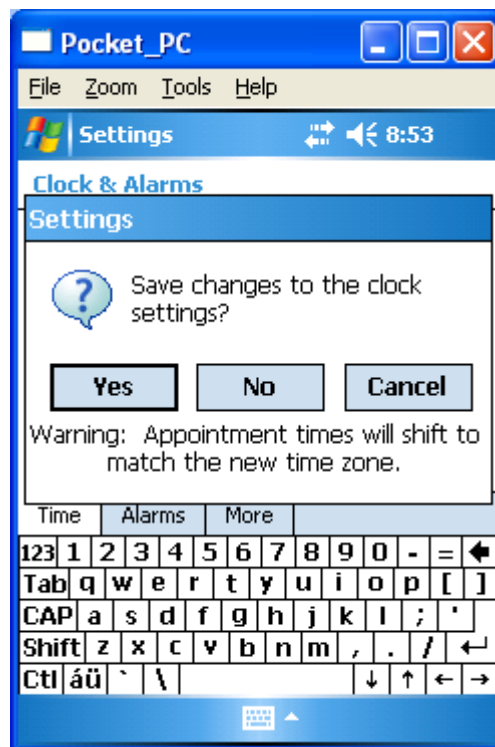 Pocket_PC
File Zoom Tools Help
Settings 8:53
Clock & Alarms
Settings
Save changes to the clock
settings?
Yes No Cancel
Warning: Appointment times will shift to
match the new time zone.
Time Alarms More
123 1 2 3 4 5 6 7 8 9 0 - = ←
Tab q w e r t y u i o p [ ]
CAP a s d f g h j k l ; '
Shift z x c v b n m , . / ↵
Ctl áü ` \ ↓ ↑ ← →